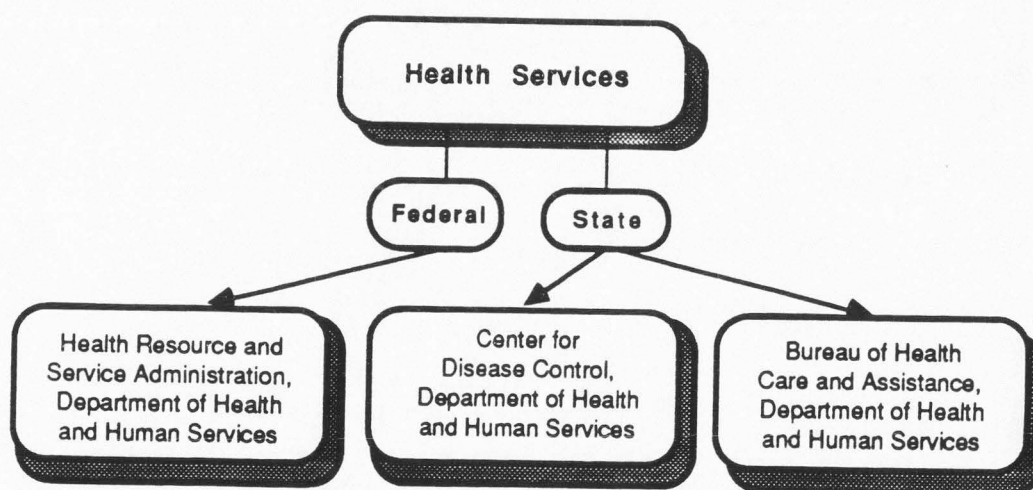 Health Services
Federal
State
Health Resource and
Service Administration,
Department of Health
and Human Services
Center for
Disease Control,
Department of Health
and Human Services
Bureau of Health
Care and Assistance,
Department of Health
and Human Services